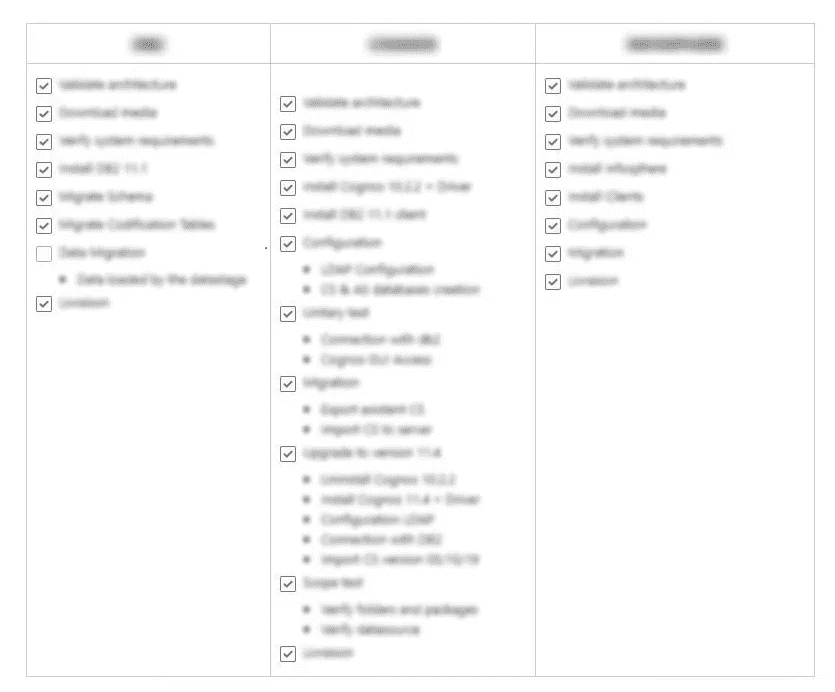 Validate architecture
Download media
Verify system requirements
Install DB2 11.1
Migrate Schema
Migrate Codification Tables
Data Migration
Data loaded by the datastage
Livraison
Validate architecture
Download media
Verify system requirements
Install Cognos 10.2.2 + Driver
Install DB2 11.1 client
Configuration
LDAP Configuration
CS & databases creation
Unitary test
Connection with db2
Cognos GUI Access
Migration
Export existent CS
Import CS to server
Upgrade to version 11.4
Uninstall Cognos 10.2.2
Install Cognos 11.4 + Driver
Configuration LDAP
Connection with DB2
Import CS version
Scope test
Verify folders and packages
Verify datasource
Livraison
Validate architecture
Download media
Verify system requirements
Install Infosphere
Install Clients
Configuration
Migration
Livraison